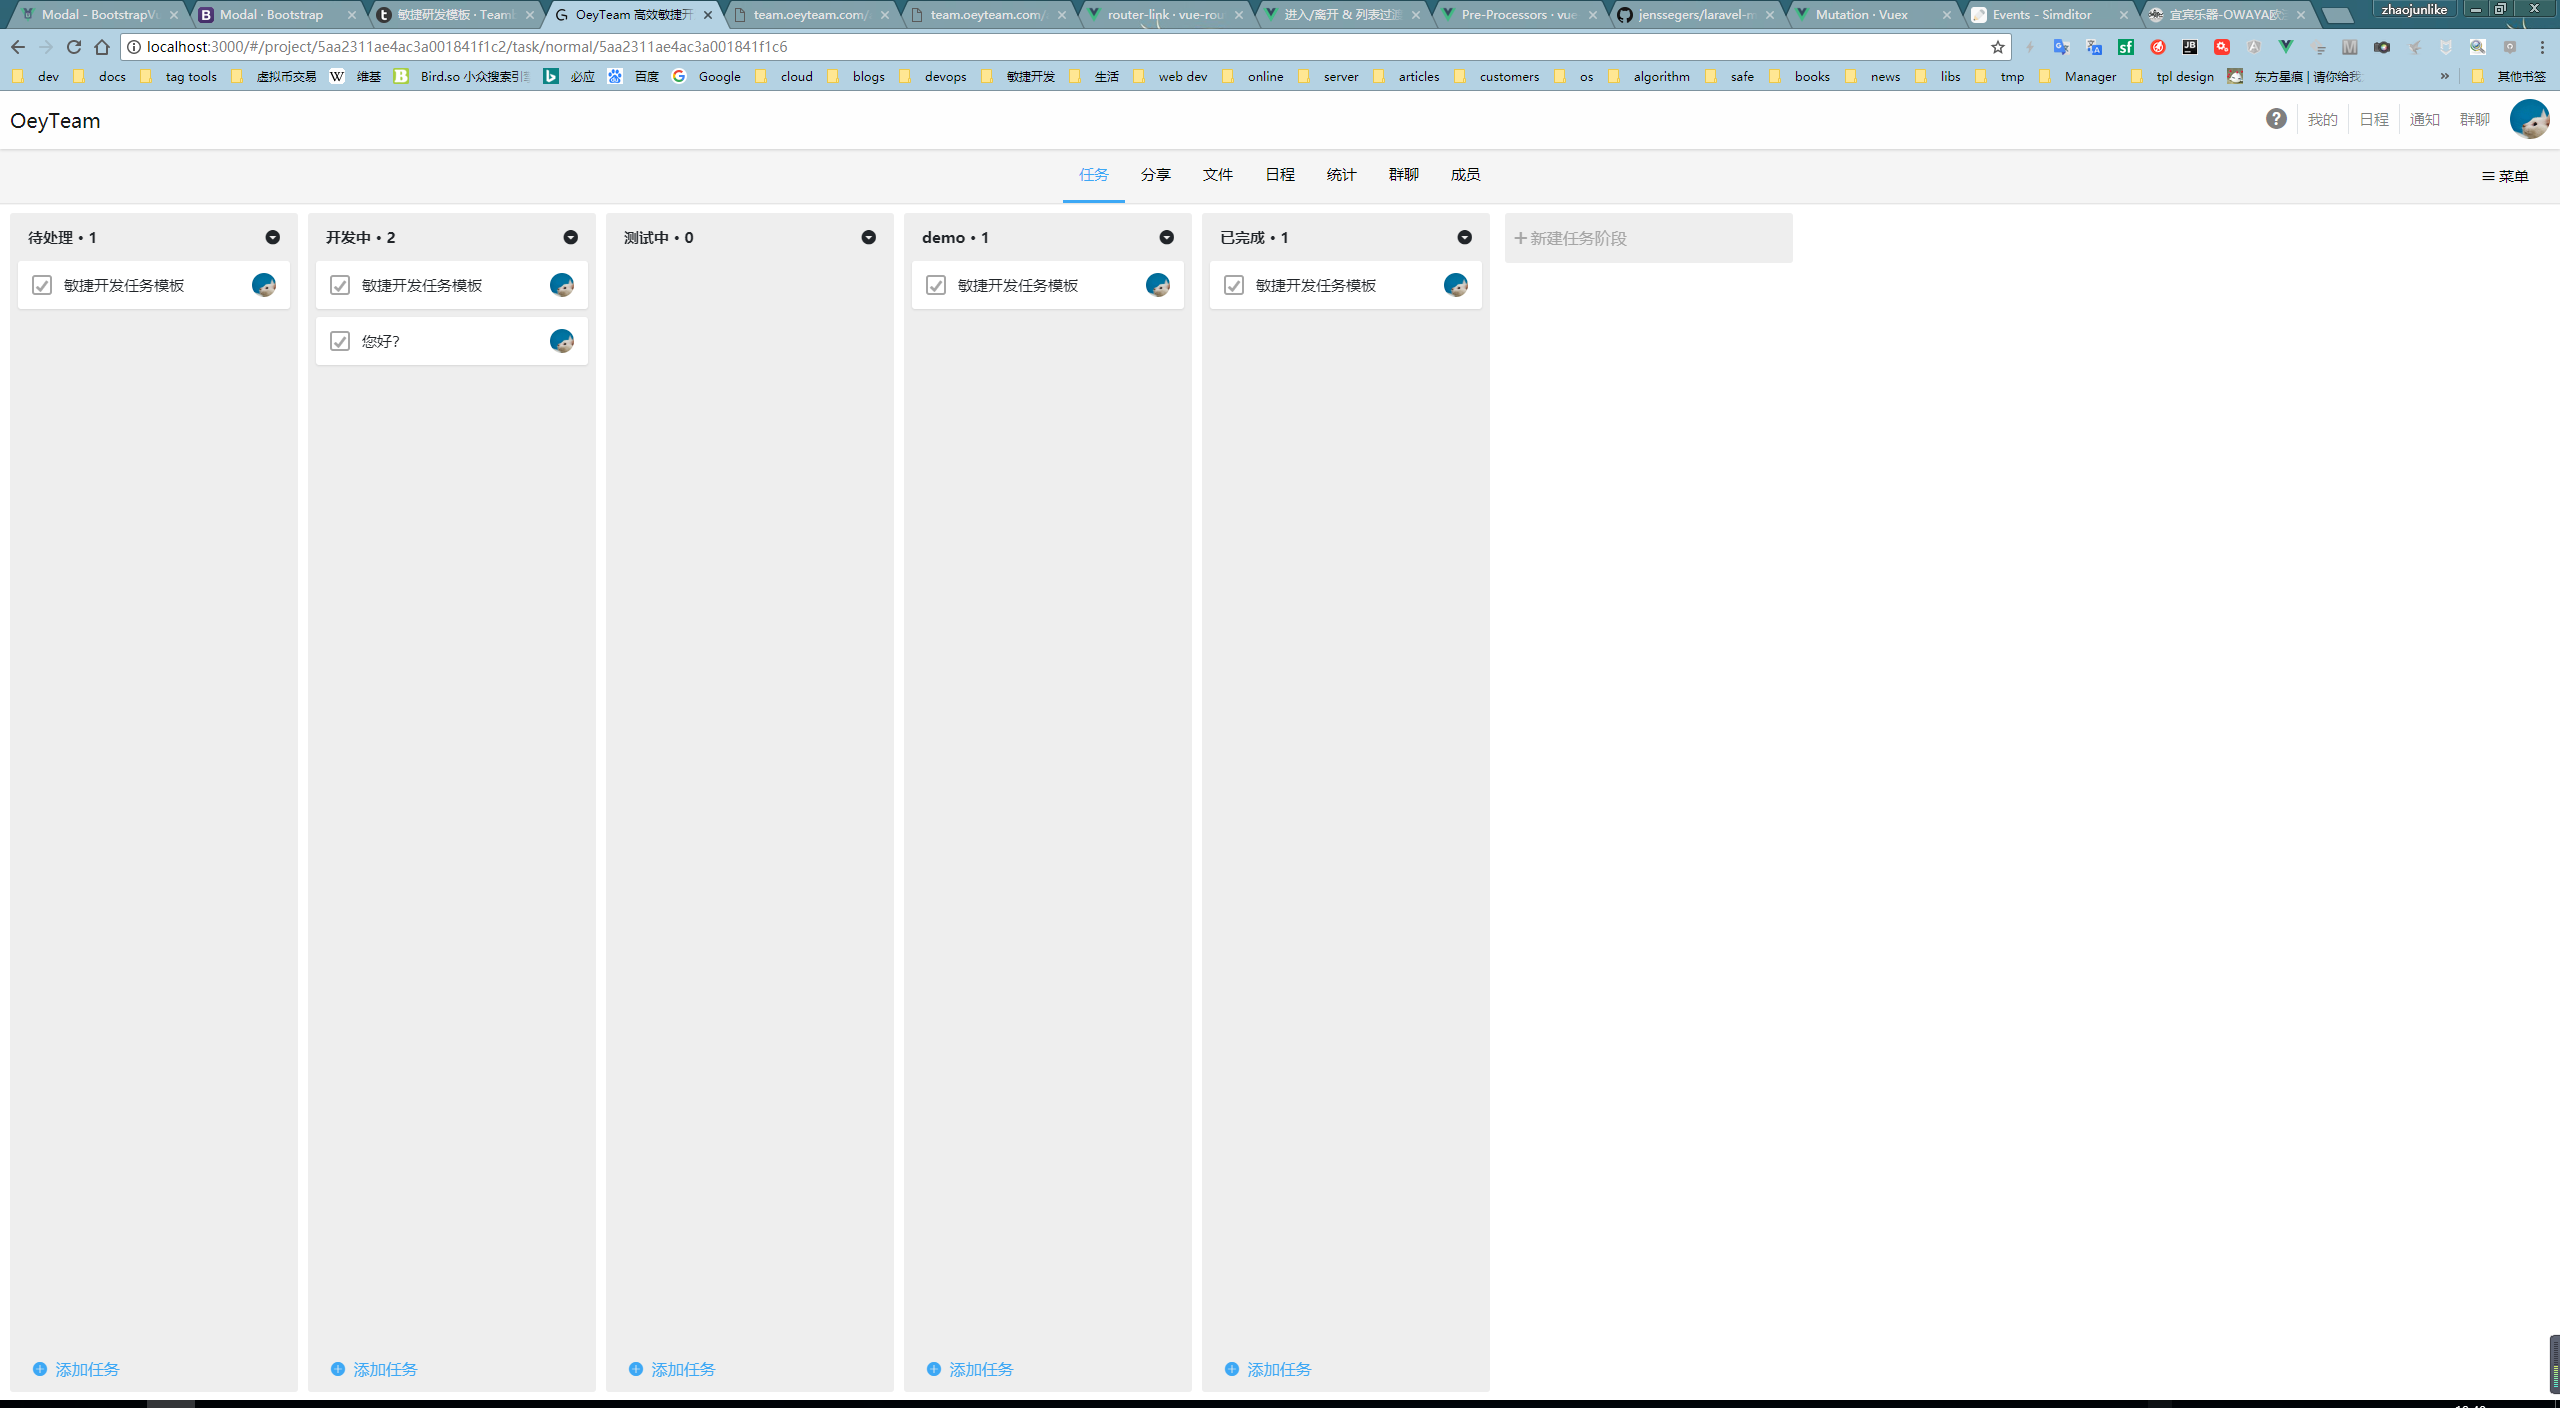 Modal - BootstrapV
Modal · Bootstrap
敏捷研发模板 · Teamb
OeyTeam 高效敏捷开
team.oeyteam.com/
team.oeyteam.com/
router-link · vue-rou
进入/离开 & 列表过渡
Pre-Processors · vue
jenssegers/laravel-m
Mutation · Vuex
Events - Simditor
宜宾乐器-OWAYA欧
zhaojunlike
localhost:3000/#/project/5aa2311ae4ac3a001841f1c2/task/normal/5aa2311ae4ac3a001841f1c6
dev docs tag tools 虚拟币交易 维基 Bird.so 小众搜索引擎 必应 百度 Google cloud blogs devops 敏捷开发 生活 web dev online server articles customers os algorithm safe books news libs tmp Manager tpl design 东方星痕 | 请你给我 » 其他书签
OeyTeam
我的 日程 通知 群聊
任务 分享 文件 日程 统计 群聊 成员
菜单
待处理 • 1
敏捷开发任务模板
添加任务
开发中 • 2
敏捷开发任务模板
您好?
添加任务
测试中 • 0
添加任务
demo • 1
敏捷开发任务模板
添加任务
已完成 • 1
敏捷开发任务模板
添加任务
+ 新建任务阶段